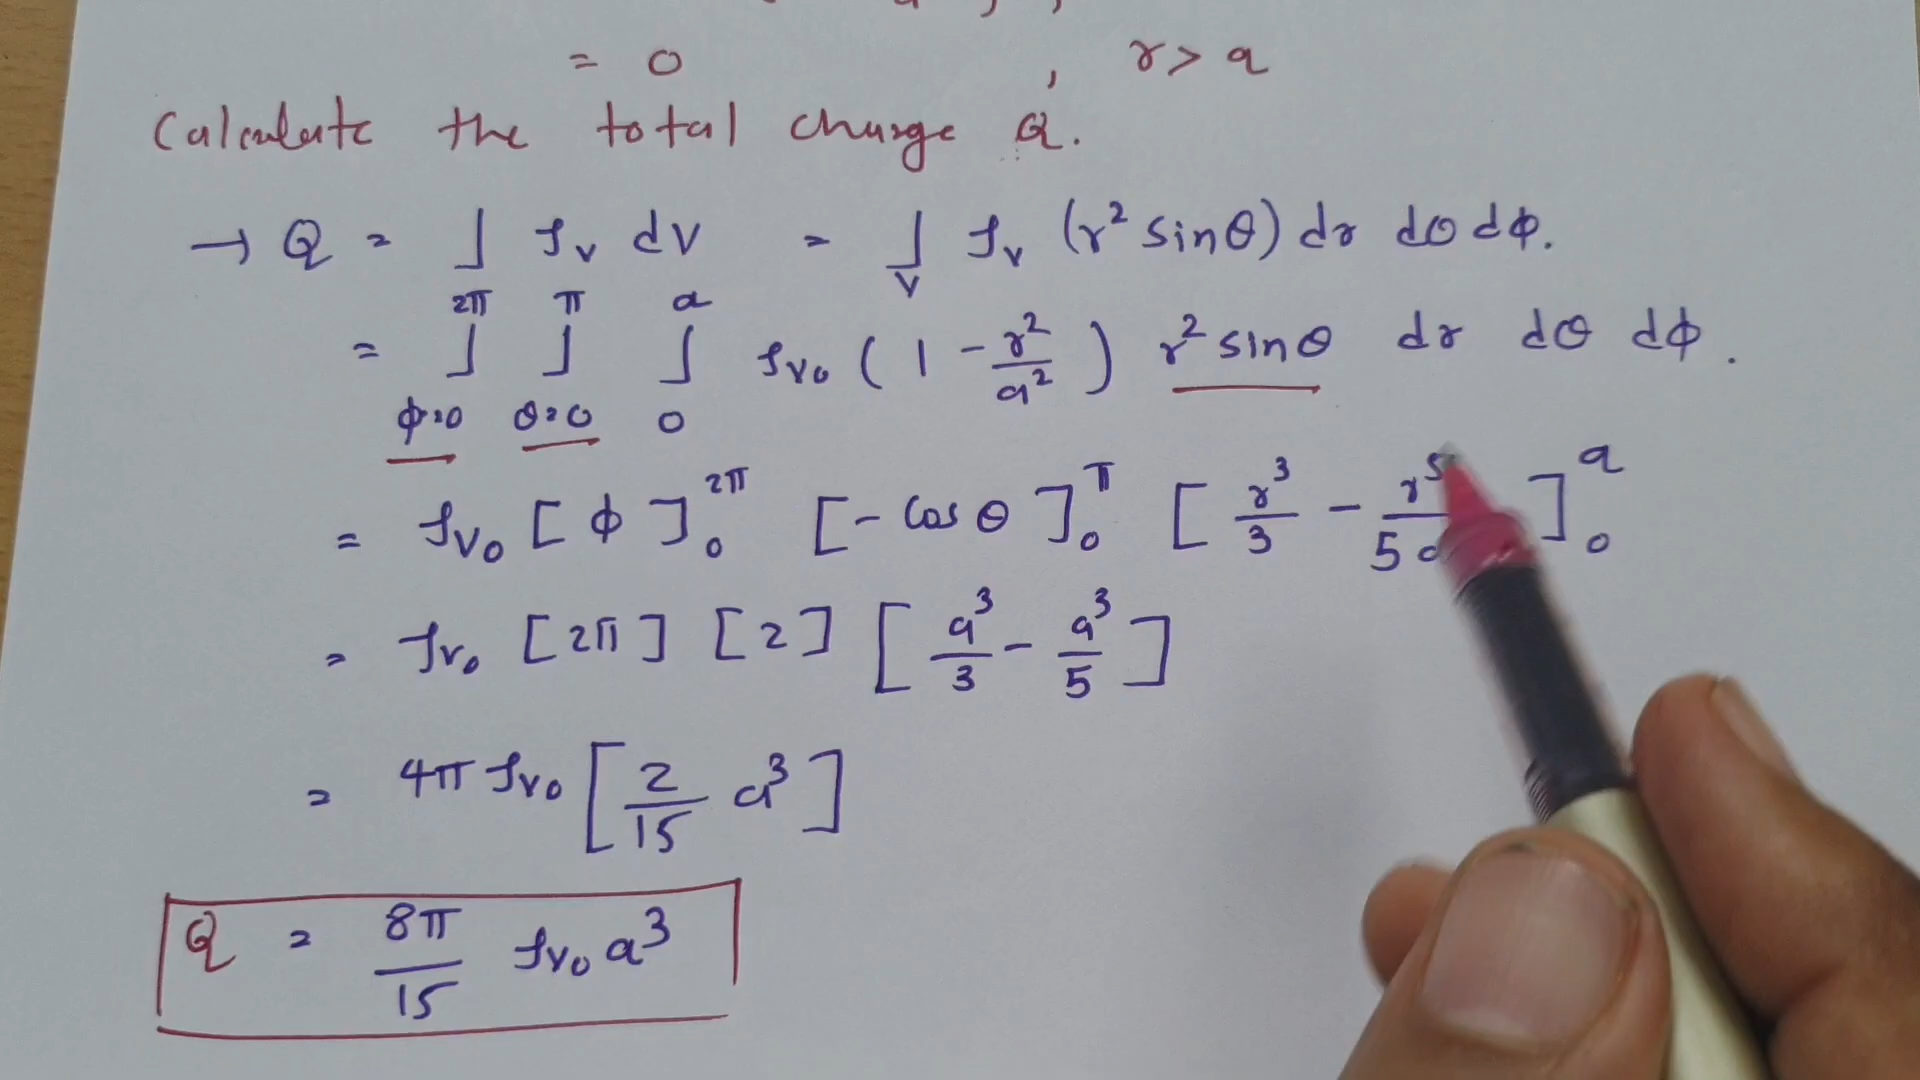 = 0 , r > a
Calculate the total charge Q.
→ Q = ∫ ρv dv = ∫v ρv (r² sinθ) dr dθ dϕ.
= ∫ϕ=0^2π ∫θ=0^π ∫0^a ρv₀ (1 - r²/a²) r² sinθ dr dθ dϕ.
= ρv₀ [ϕ]₀^2π [-cosθ]₀^π [r³/3 - r⁵/5 ]₀^a
= ρv₀ [2π] [2] [a³/3 - a³/5]
= 4π ρv₀ [2/15 a³]
Q = 8π/15 ρv₀ a³